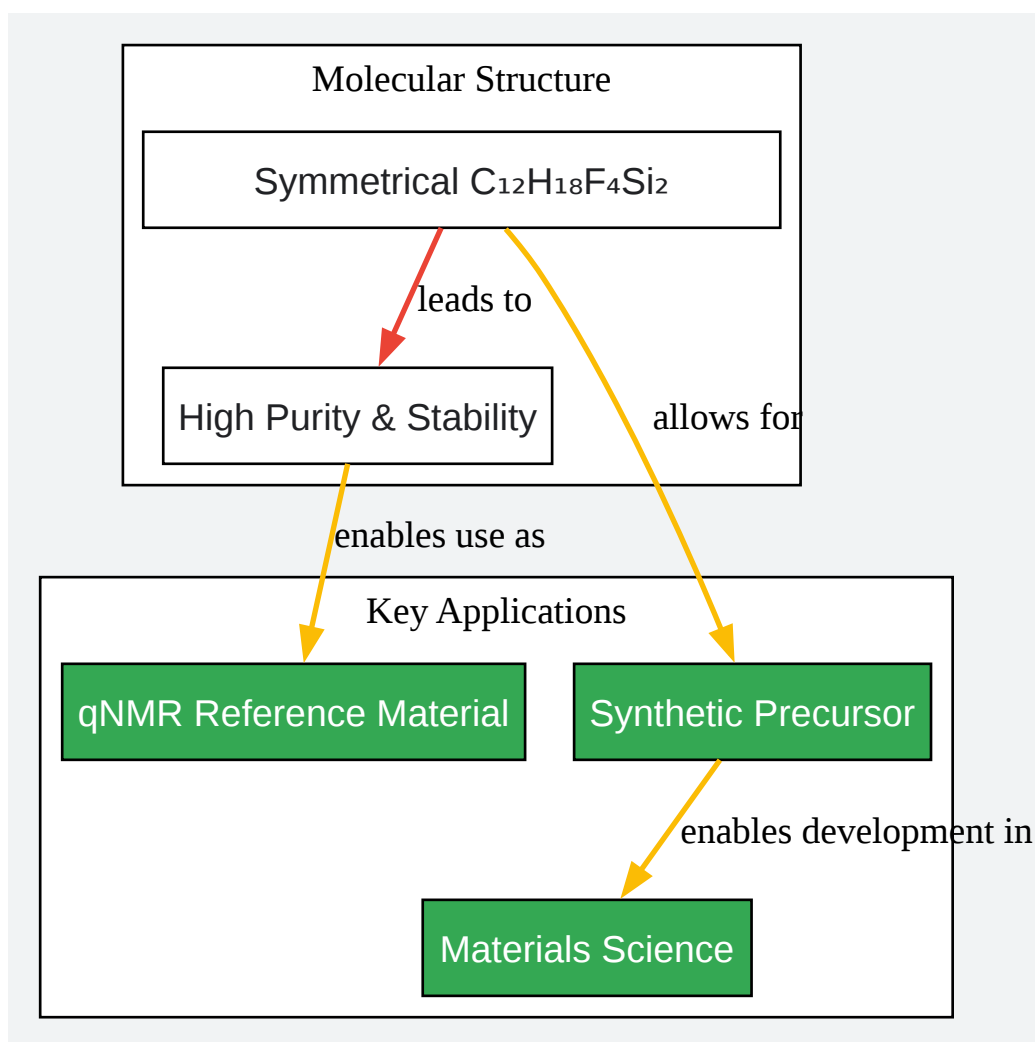 Molecular Structure
Symmetrical C₁₂H₁₈F₄Si₂
leads to
High Purity & Stability
allows for
enables use as
Key Applications
qNMR Reference Material
Synthetic Precursor
enables development in
Materials Science